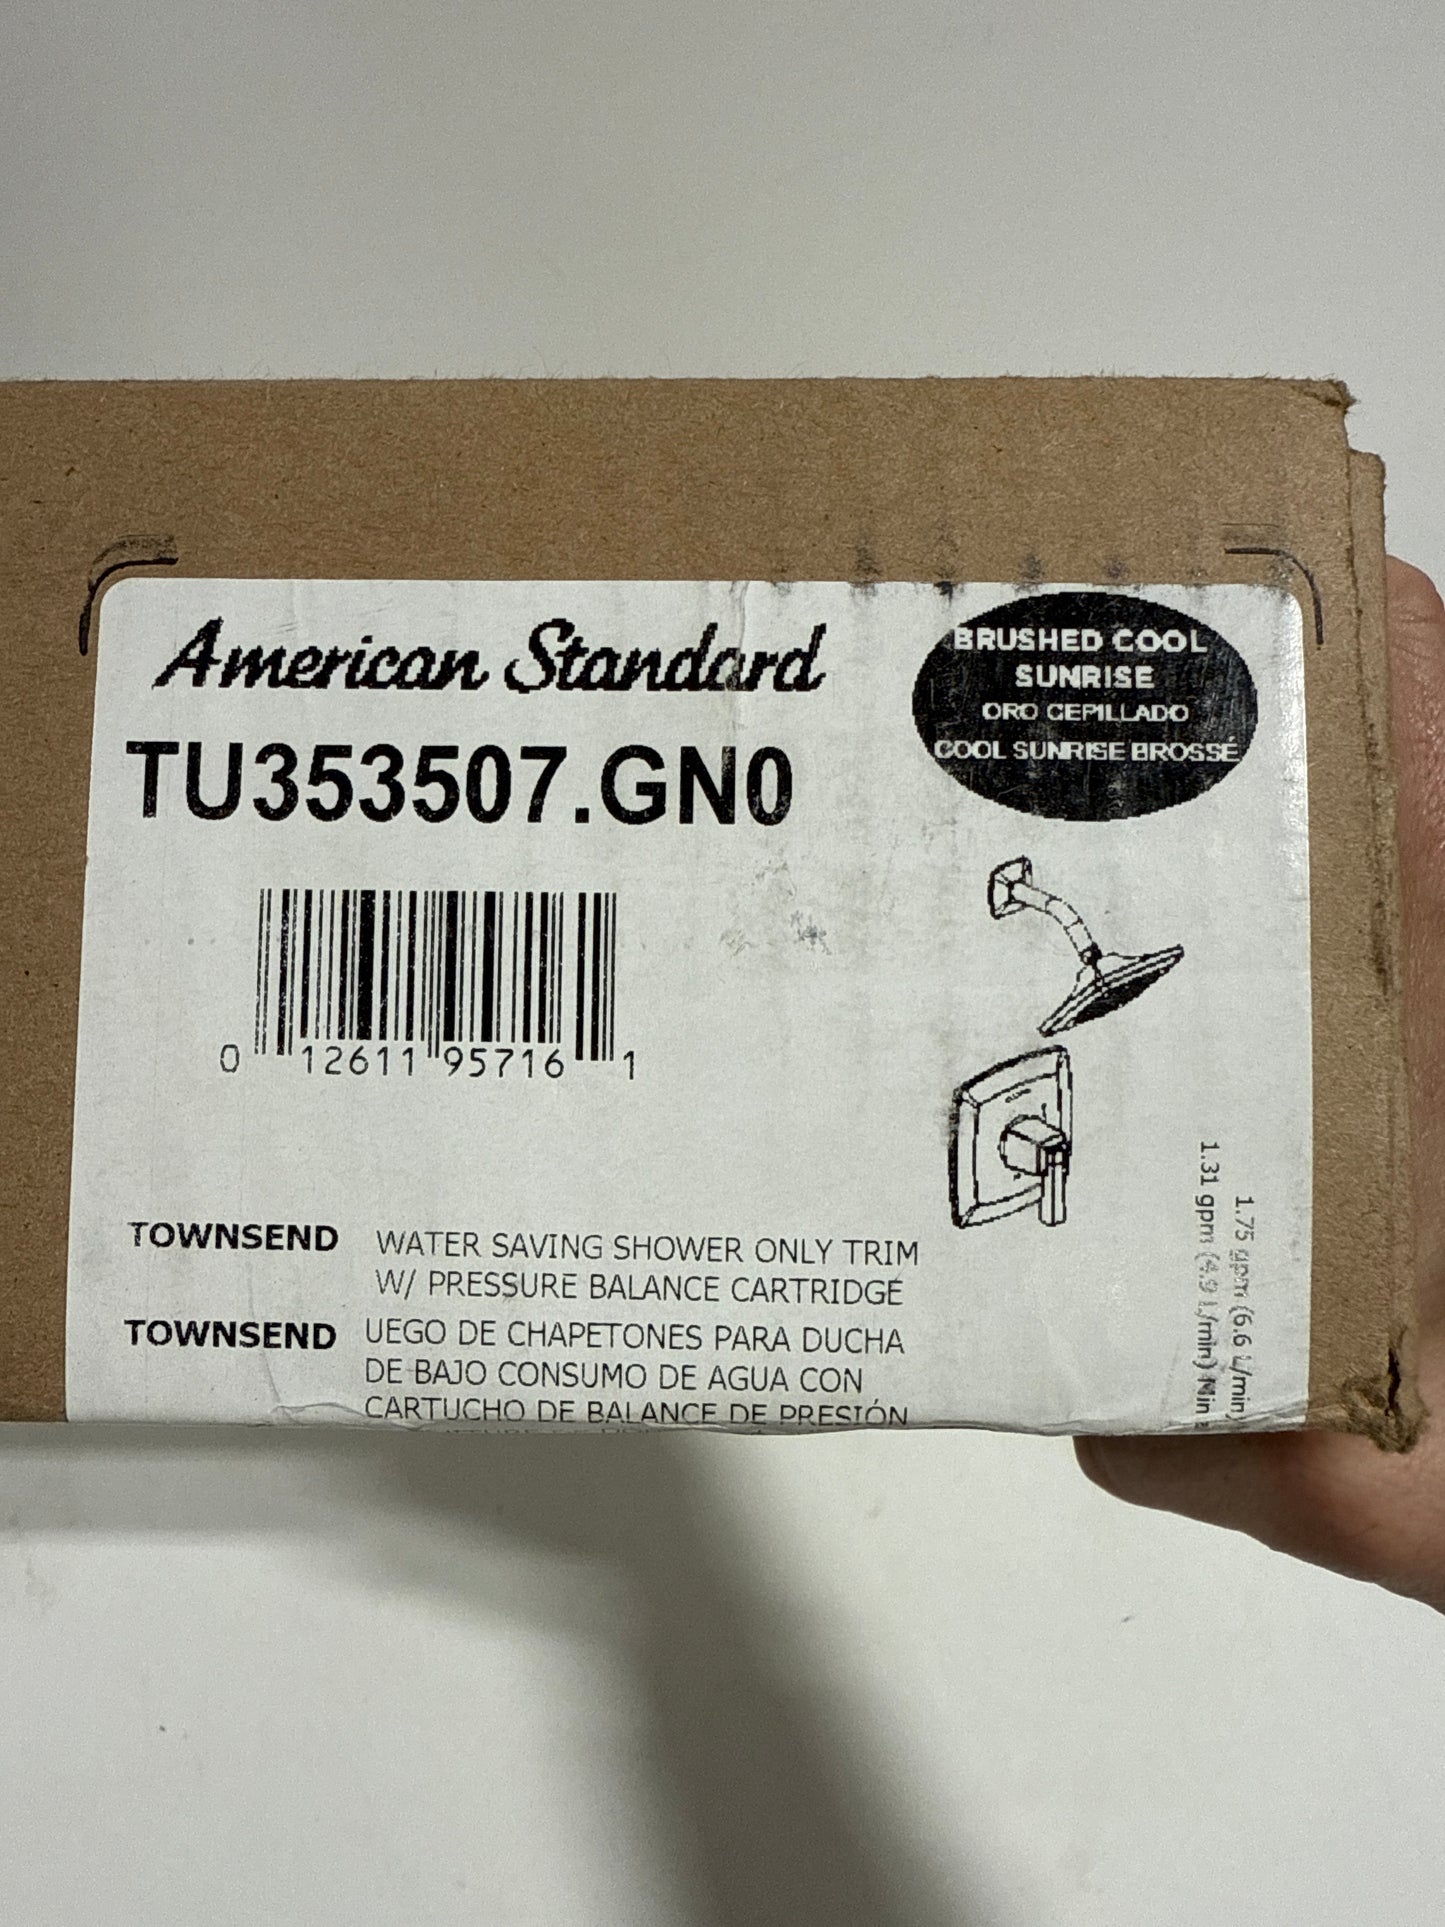 American Standard
BRUSHED COOL
SUNRISE
ORO CEPILLADO
COOL SUNRISE BROSSÉ
TU353507.GN0
0 12611 95716 1
TOWNSEND WATER SAVING SHOWER ONLY TRIM
W/ PRESSURE BALANCE CARTRIDGE
TOWNSEND UEGO DE CHAPETONES PARA DUCHA
DE BAJO CONSUMO DE AGUA CON
CARTUCHO DE BALANCE DE PRESIÓN
1.75 gpm (6.6 L/min)
1.31 gpm (4.9 L/min) Min